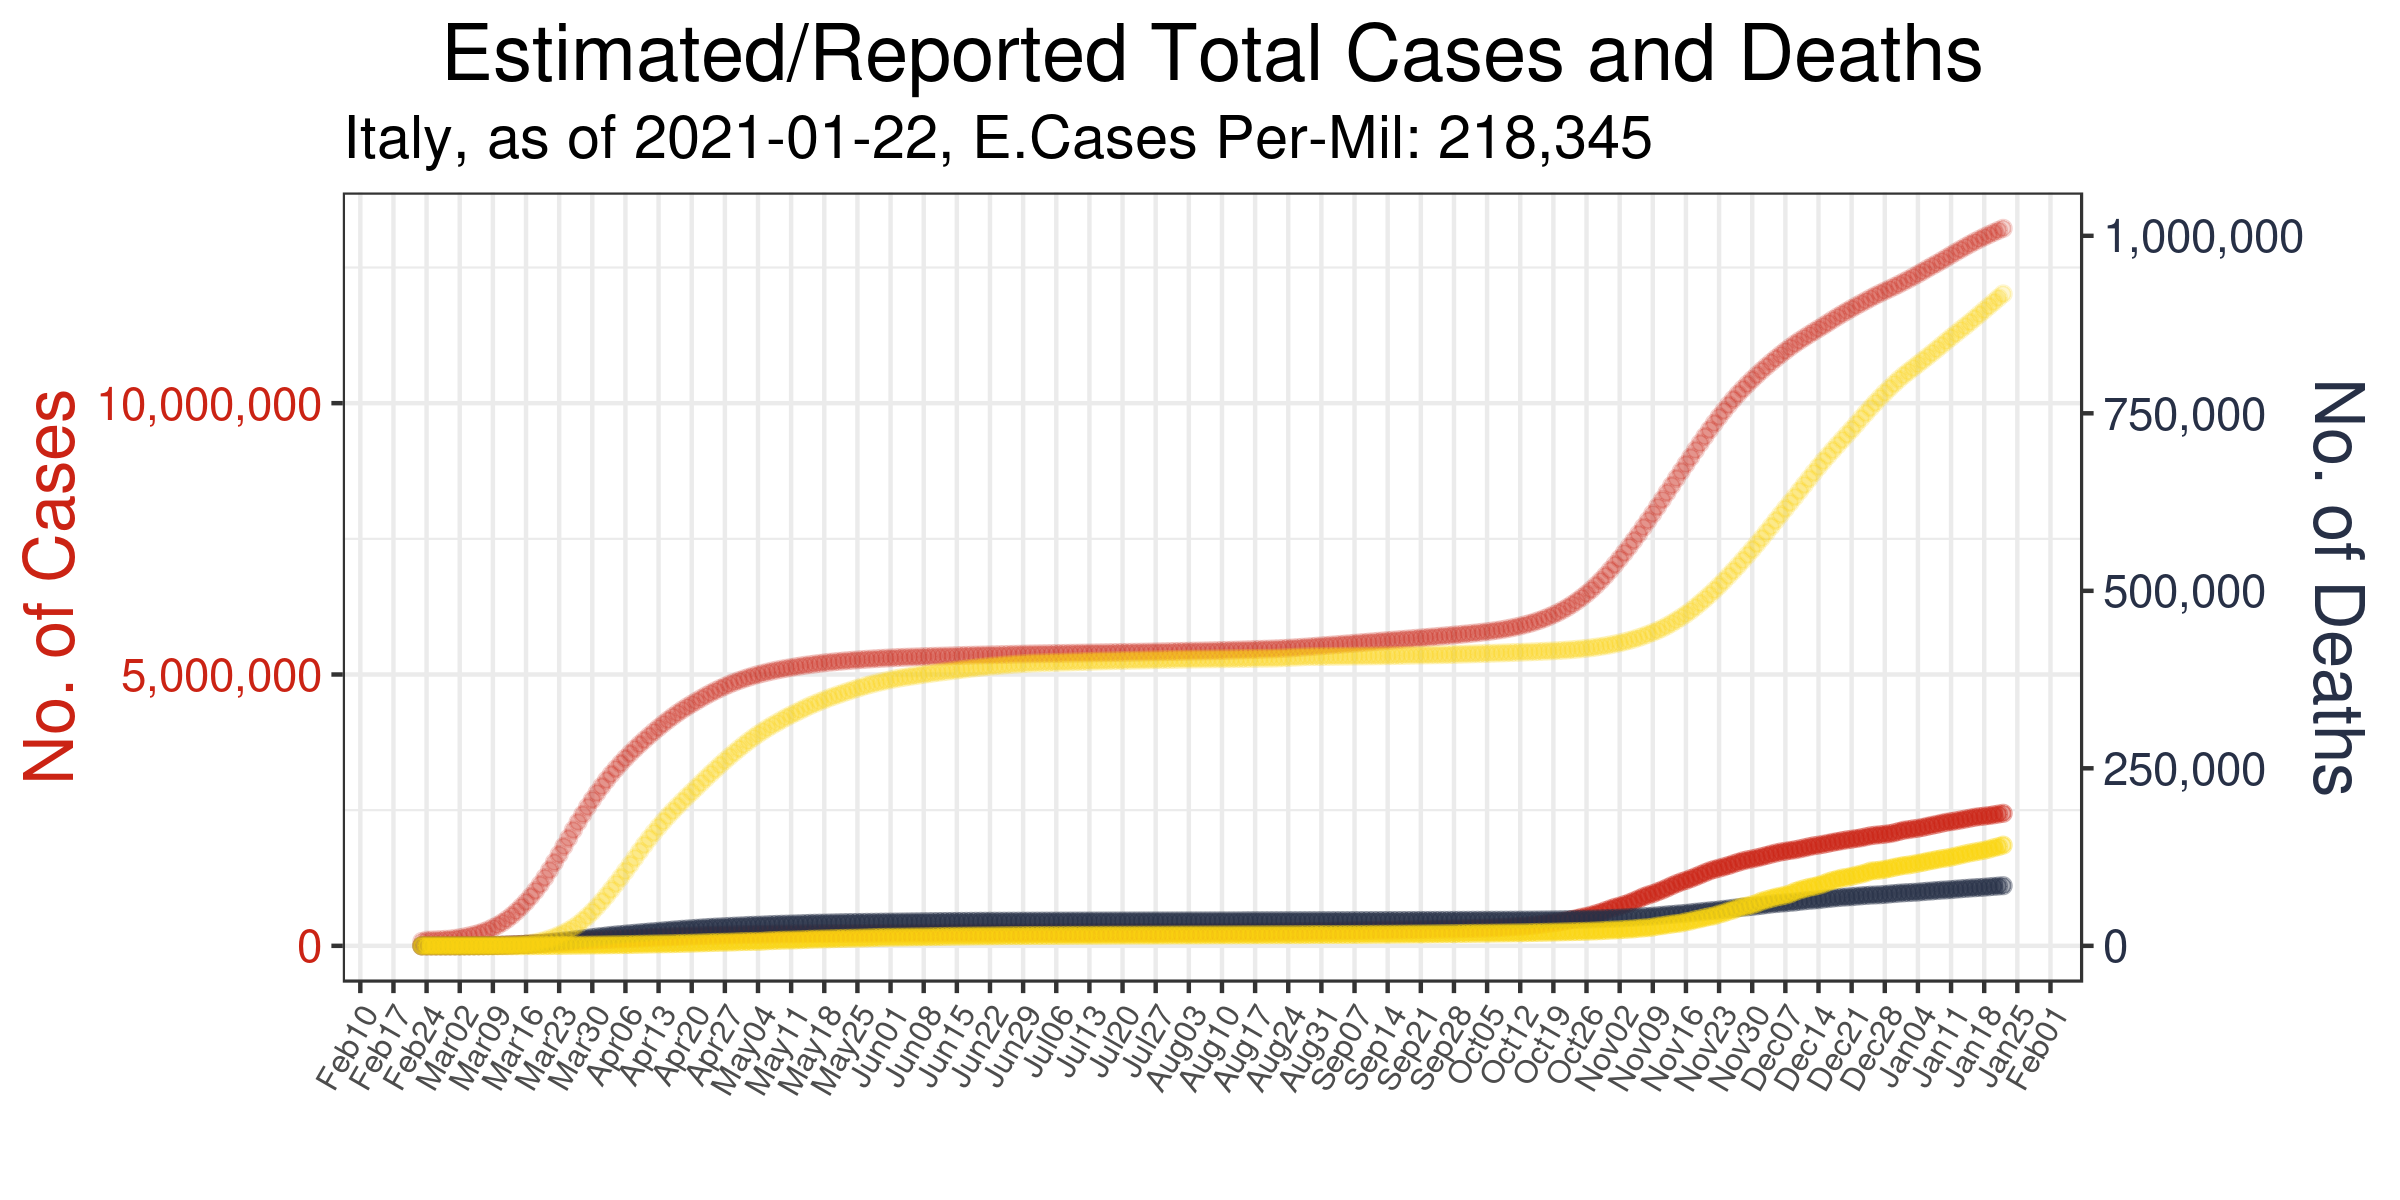 Estimated/Reported Total Cases and Deaths
Italy, as of 2021-01-22, E.Cases Per-Mil: 218,345
No. of Cases
10,000,000
5,000,000
0
1,000,000
750,000
500,000
250,000
0
No. of Deaths
Feb10
Feb17
Feb24
Mar02
Mar09
Mar16
Mar23
Mar30
Apr06
Apr13
Apr20
Apr27
May04
May11
May18
May25
Jun01
Jun08
Jun15
Jun22
Jun29
Jul06
Jul13
Jul20
Jul27
Aug03
Aug10
Aug17
Aug24
Aug31
Sep07
Sep14
Sep21
Sep28
Oct05
Oct12
Oct19
Oct26
Nov02
Nov09
Nov16
Nov23
Nov30
Dec07
Dec14
Dec21
Dec28
Jan04
Jan11
Jan18
Jan25
Feb01